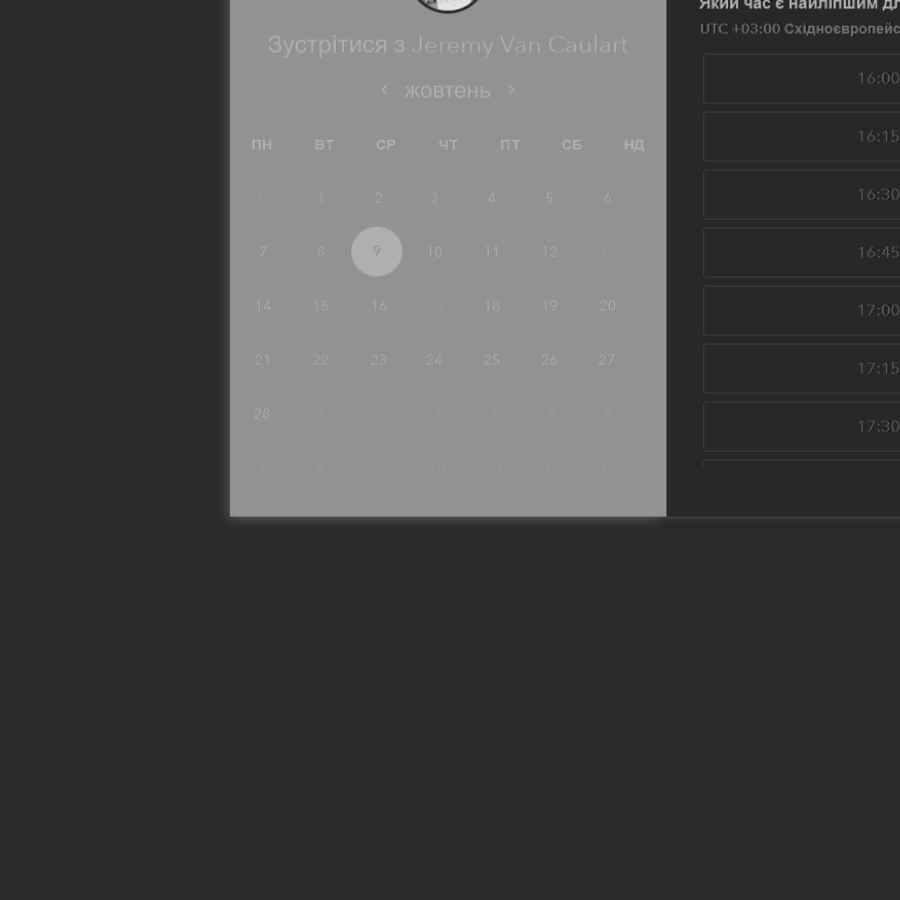 Зустрітися з Jeremy Van Caulart
‹ жовтень ›
ПН ВТ СР ЧТ ПТ СБ НД
31 1 2 3 4 5 6
7 8 9 10 11 12 13
14 15 16 17 18 19 20
21 22 23 24 25 26 27
28 1 2 3 4 5 6
7 8 9 10 11 12 13
Який час є найліпшим дл
UTC +03:00 Східноєвропейс
16:00
16:15
16:30
16:45
17:00
17:15
17:30